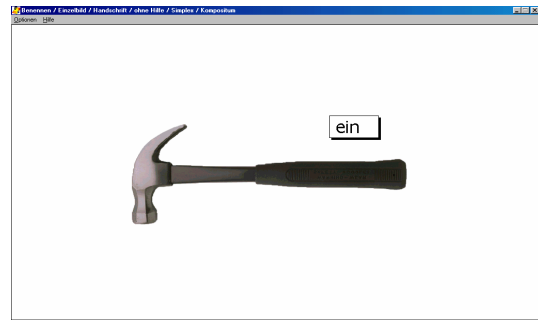 Benennen / Einzelbild / Handschrift / ohne Hilfe / Simplex / Kompositum
Optionen Hilfe
ein